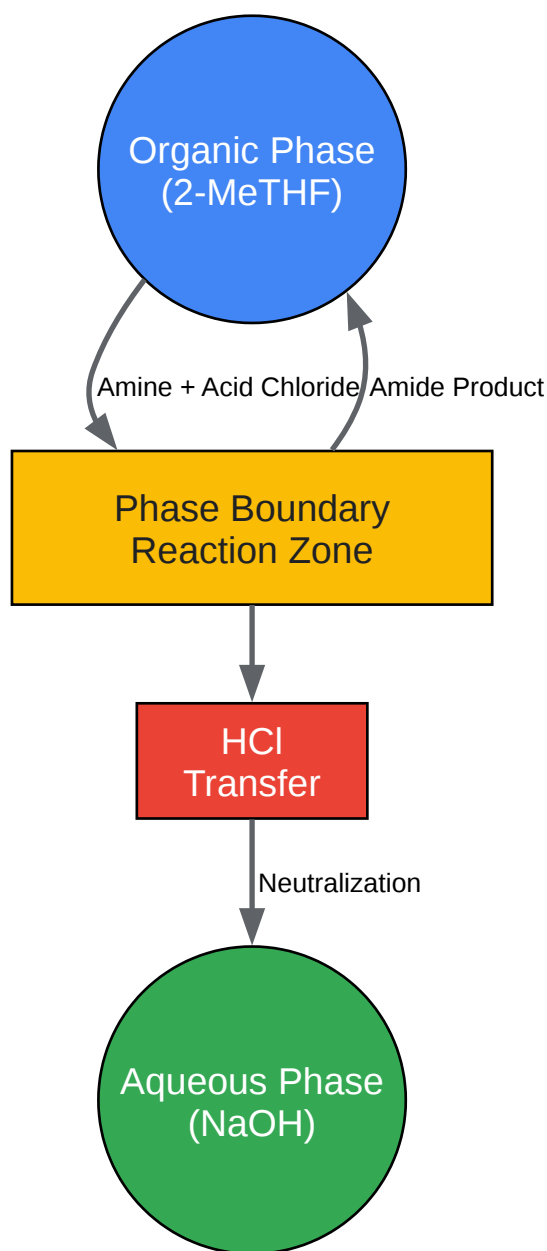 Organic Phase
(2-MeTHF)
Amine + Acid Chloride
Amide Product
Phase Boundary
Reaction Zone
HCl
Transfer
Neutralization
Aqueous Phase
(NaOH)